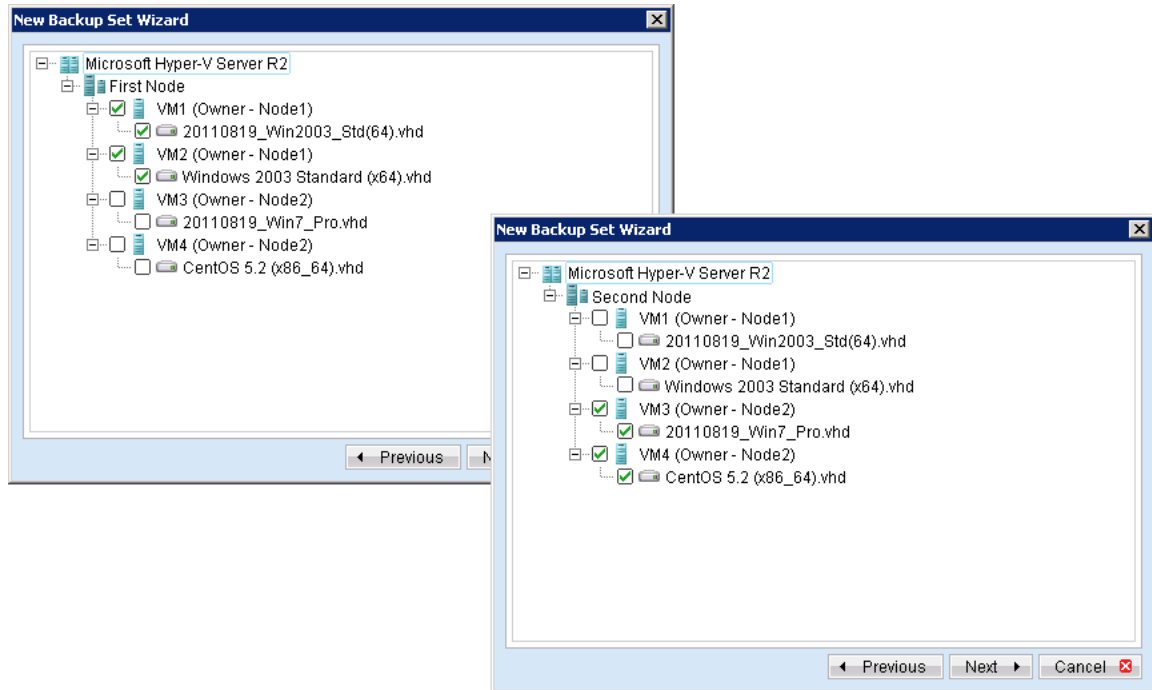 New Backup Set Wizard
Microsoft Hyper-V Server R2
First Node
VM1 (Owner - Node1)
20110819_Win2003_Std(64).vhd
VM2 (Owner - Node1)
Windows 2003 Standard (x64).vhd
VM3 (Owner - Node2)
20110819_Win7_Pro.vhd
VM4 (Owner - Node2)
CentOS 5.2 (x86_64).vhd
Previous
New Backup Set Wizard
Microsoft Hyper-V Server R2
Second Node
VM1 (Owner - Node1)
20110819_Win2003_Std(64).vhd
VM2 (Owner - Node1)
Windows 2003 Standard (x64).vhd
VM3 (Owner - Node2)
20110819_Win7_Pro.vhd
VM4 (Owner - Node2)
CentOS 5.2 (x86_64).vhd
Previous Next Cancel